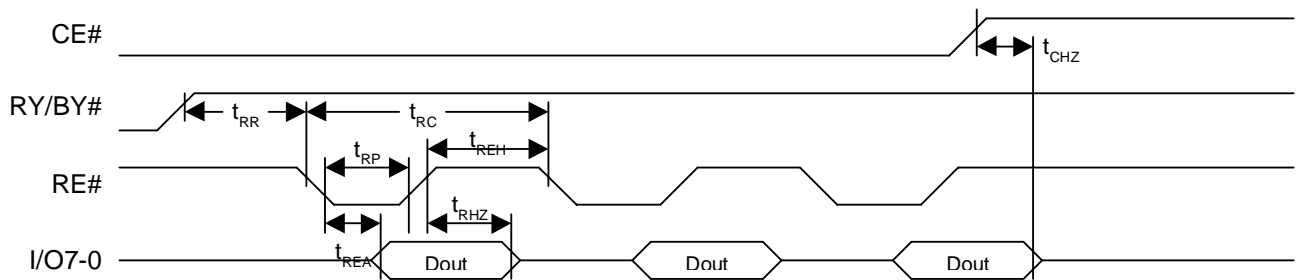 CE#
tCHZ
RY/BY#
tRR
tRC
tREH
tRP
RE#
tRHZ
tREA
I/O7-0
Dout
Dout
Dout